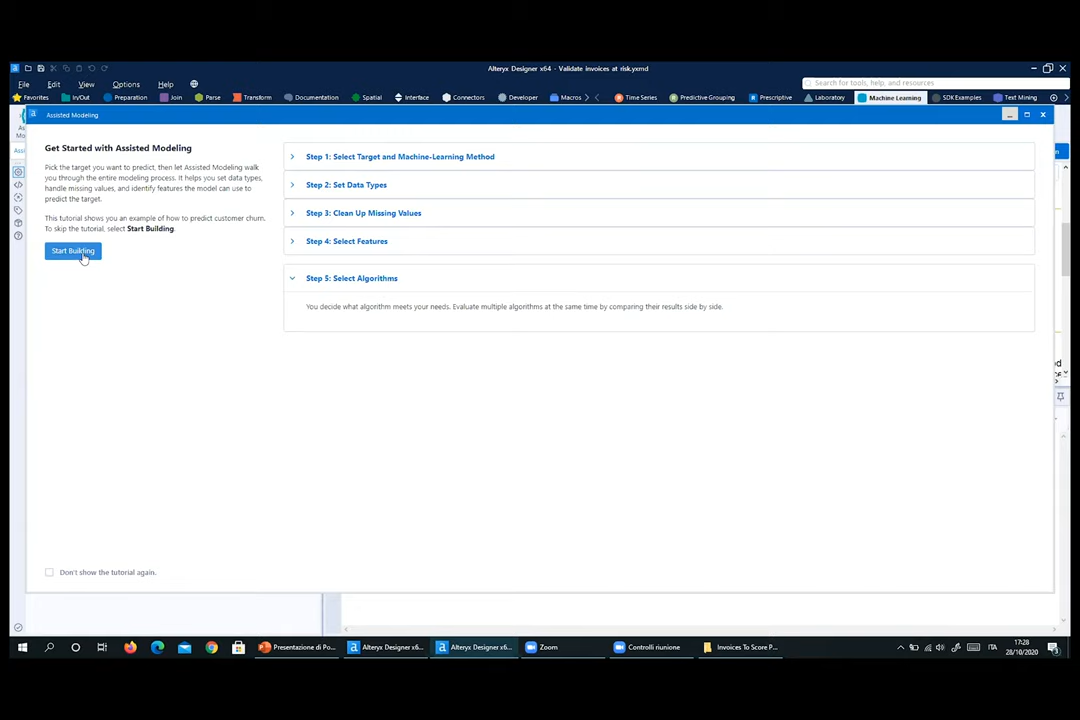 Alteryx Designer x64 - Validate invoices at risk.yxmd
File Edit View Options Help
Search for tools, help, and resources
Favorites In/Out Preparation Join Parse Transform Documentation Spatial Interface Connectors Developer Macros Time Series Predictive Grouping Prescriptive Laboratory Machine Learning SDK Examples Text Mining
Assisted Modeling
Get Started with Assisted Modeling
Pick the target you want to predict, then let Assisted Modeling walk
you through the entire modeling process. It helps you set data types,
handle missing values, and identify features the model can use to
predict the target.
This tutorial shows you an example of how to predict customer churn.
To skip the tutorial, select Start Building.
Start Building
Step 1: Select Target and Machine-Learning Method
Step 2: Set Data Types
Step 3: Clean Up Missing Values
Step 4: Select Features
Step 5: Select Algorithms
You decide what algorithm meets your needs. Evaluate multiple algorithms at the same time by comparing their results side by side.
Don't show the tutorial again.
Presentazione di Po... Alteryx Designer x6... Alteryx Designer x6... Zoom Controlli riunione Invoices To Score P...
ITA
17:28
28/10/2020